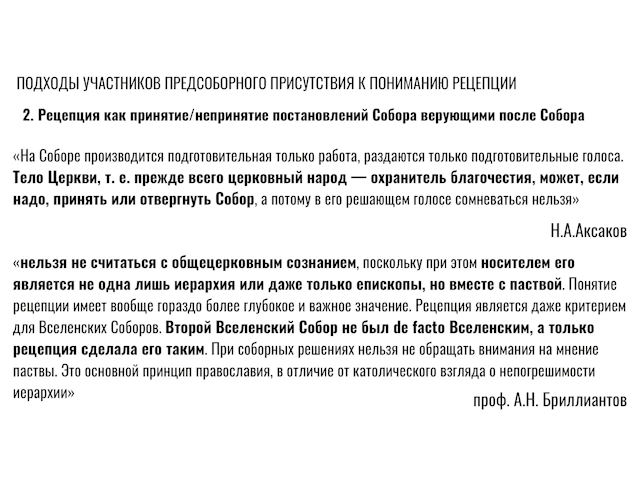 ПОДХОДЫ УЧАСТНИКОВ ПРЕДСОБОРНОГО ПРИСУТСТВИЯ К ПОНИМАНИЮ РЕЦЕПЦИИ
2. Рецепция как принятие/непринятие постановлений Собора верующими после Собора
«На Соборе производится подготовительная только работа, раздаются только подготовительные голоса.
Тело Церкви, т. е. прежде всего церковный народ — охранитель благочестия, может, если
надо, принять или отвергнуть Собор, а потому в его решающем голосе сомневаться нельзя»
Н.А.Аксаков
«нельзя не считаться с общецерковным сознанием, поскольку при этом носителем его
является не одна лишь иерархия или даже только епископы, но вместе с паствой. Понятие
рецепции имеет вообще гораздо более глубокое и важное значение. Рецепция является даже критерием
для Вселенских Соборов. Второй Вселенский Собор не был de facto Вселенским, а только
рецепция сделала его таким. При соборных решениях нельзя не обращать внимания на мнение
паствы. Это основной принцип православия, в отличие от католического взгляда о непогрешимости
иерархии»
проф. А.Н. Бриллиантов